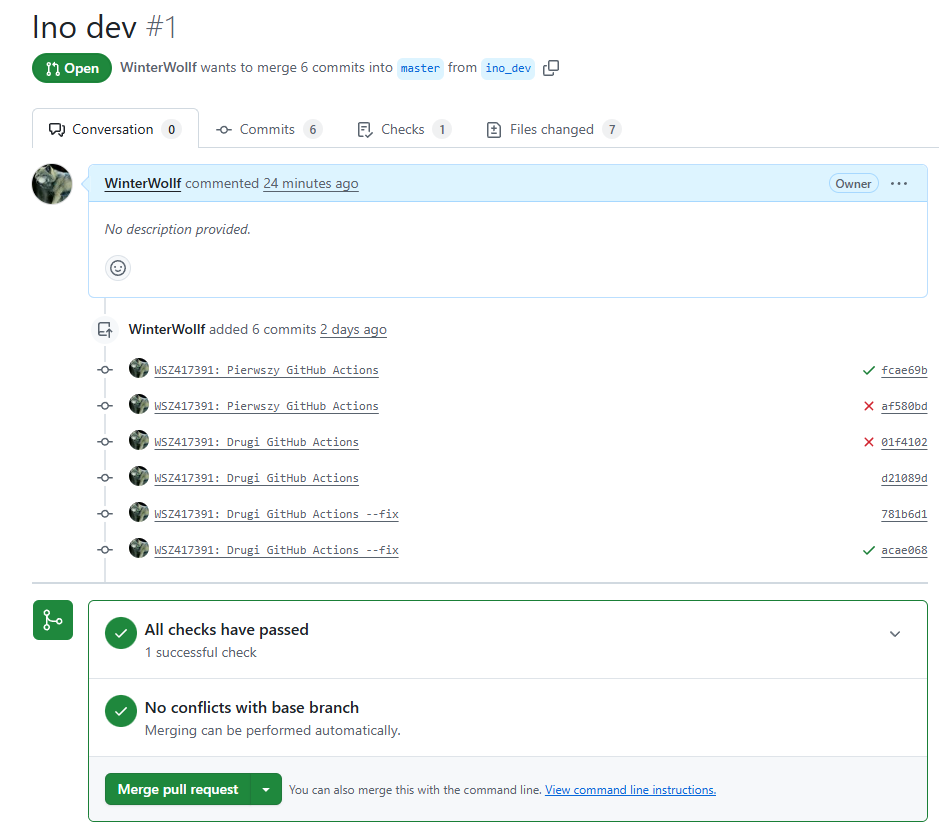 Ino dev #1
Open WinterWollf wants to merge 6 commits into master from ino_dev
Conversation 0 Commits 6 Checks 1 Files changed 7
WinterWollf commented 24 minutes ago Owner
No description provided.
WinterWollf added 6 commits 2 days ago
WSZ417391: Pierwszy GitHub Actions fcae69b
WSZ417391: Pierwszy GitHub Actions af580bd
WSZ417391: Drugi GitHub Actions 01f4102
WSZ417391: Drugi GitHub Actions d21089d
WSZ417391: Drugi GitHub Actions --fix 781b6d1
WSZ417391: Drugi GitHub Actions --fix acae068
All checks have passed
1 successful check
No conflicts with base branch
Merging can be performed automatically.
Merge pull request You can also merge this with the command line. View command line instructions.